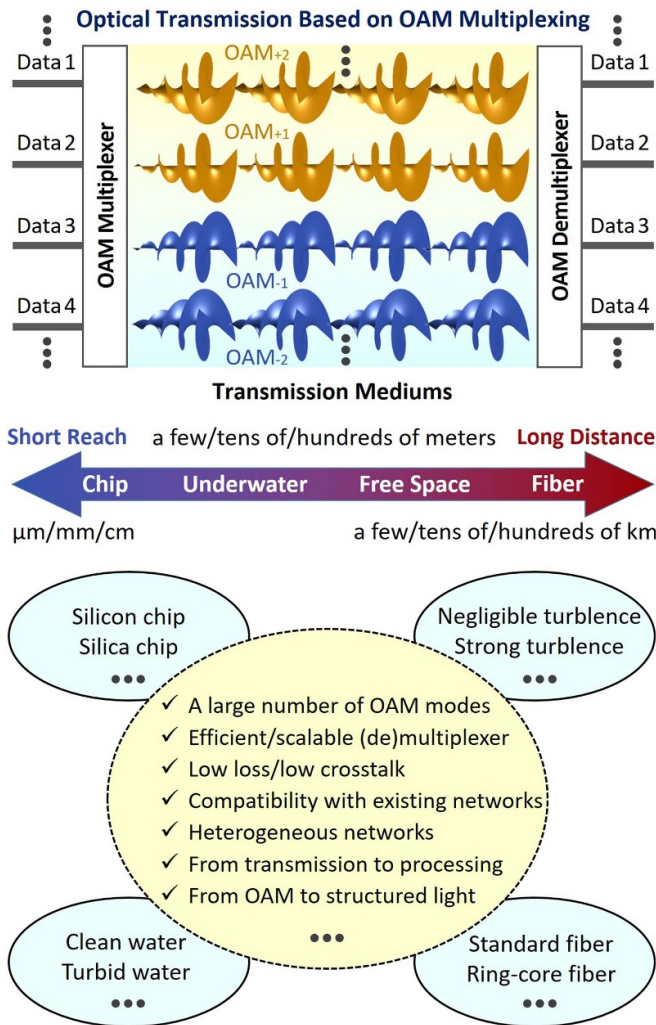 Optical Transmission Based on OAM Multiplexing
Data 1
Data 2
Data 3
Data 4
OAM Multiplexer
OAM+2
OAM+1
OAM-1
OAM-2
OAM Demultiplexer
Data 1
Data 2
Data 3
Data 4
Transmission Mediums
Short Reach a few/tens of/hundreds of meters Long Distance
Chip Underwater Free Space Fiber
μm/mm/cm a few/tens of/hundreds of km
Silicon chip
Silica chip
Negligible turblence
Strong turblence
✓ A large number of OAM modes
✓ Efficient/scalable (de)multiplexer
✓ Low loss/low crosstalk
✓ Compatibility with existing networks
✓ Heterogeneous networks
✓ From transmission to processing
✓ From OAM to structured light
Clean water
Turbid water
Standard fiber
Ring-core fiber